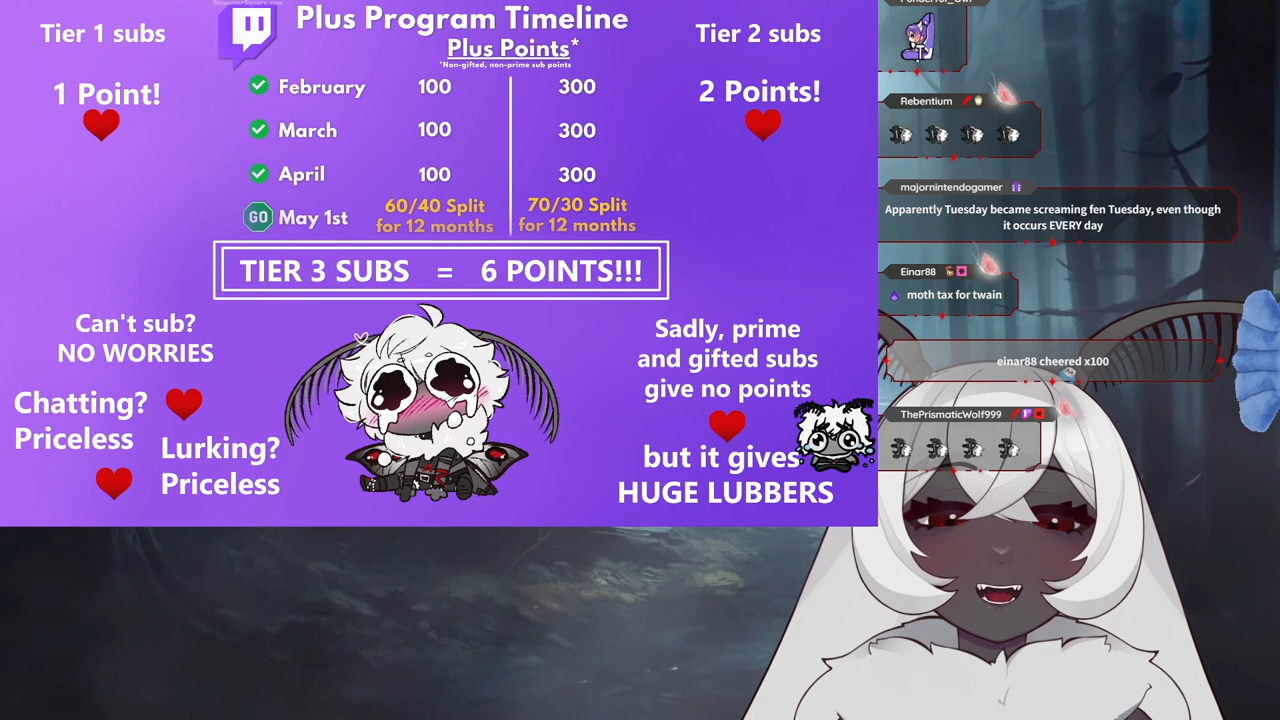 StreamerSquare.com
Plus Program Timeline
Plus Points*
*Non-gifted, non-prime sub points
Tier 1 subs
1 Point!
Tier 2 subs
2 Points!
February 100 300
March 100 300
April 100 300
GO May 1st 60/40 Split for 12 months 70/30 Split for 12 months
TIER 3 SUBS = 6 POINTS!!!
Can't sub?
NO WORRIES
Chatting?
Priceless
Lurking?
Priceless
Sadly, prime
and gifted subs
give no points
but it gives
HUGE LUBBERS
Rebentium
majornintendogamer
Apparently Tuesday became screaming fen Tuesday, even though
it occurs EVERY day
Einar88
moth tax for twain
einar88 cheered x100
ThePrismaticWolf999